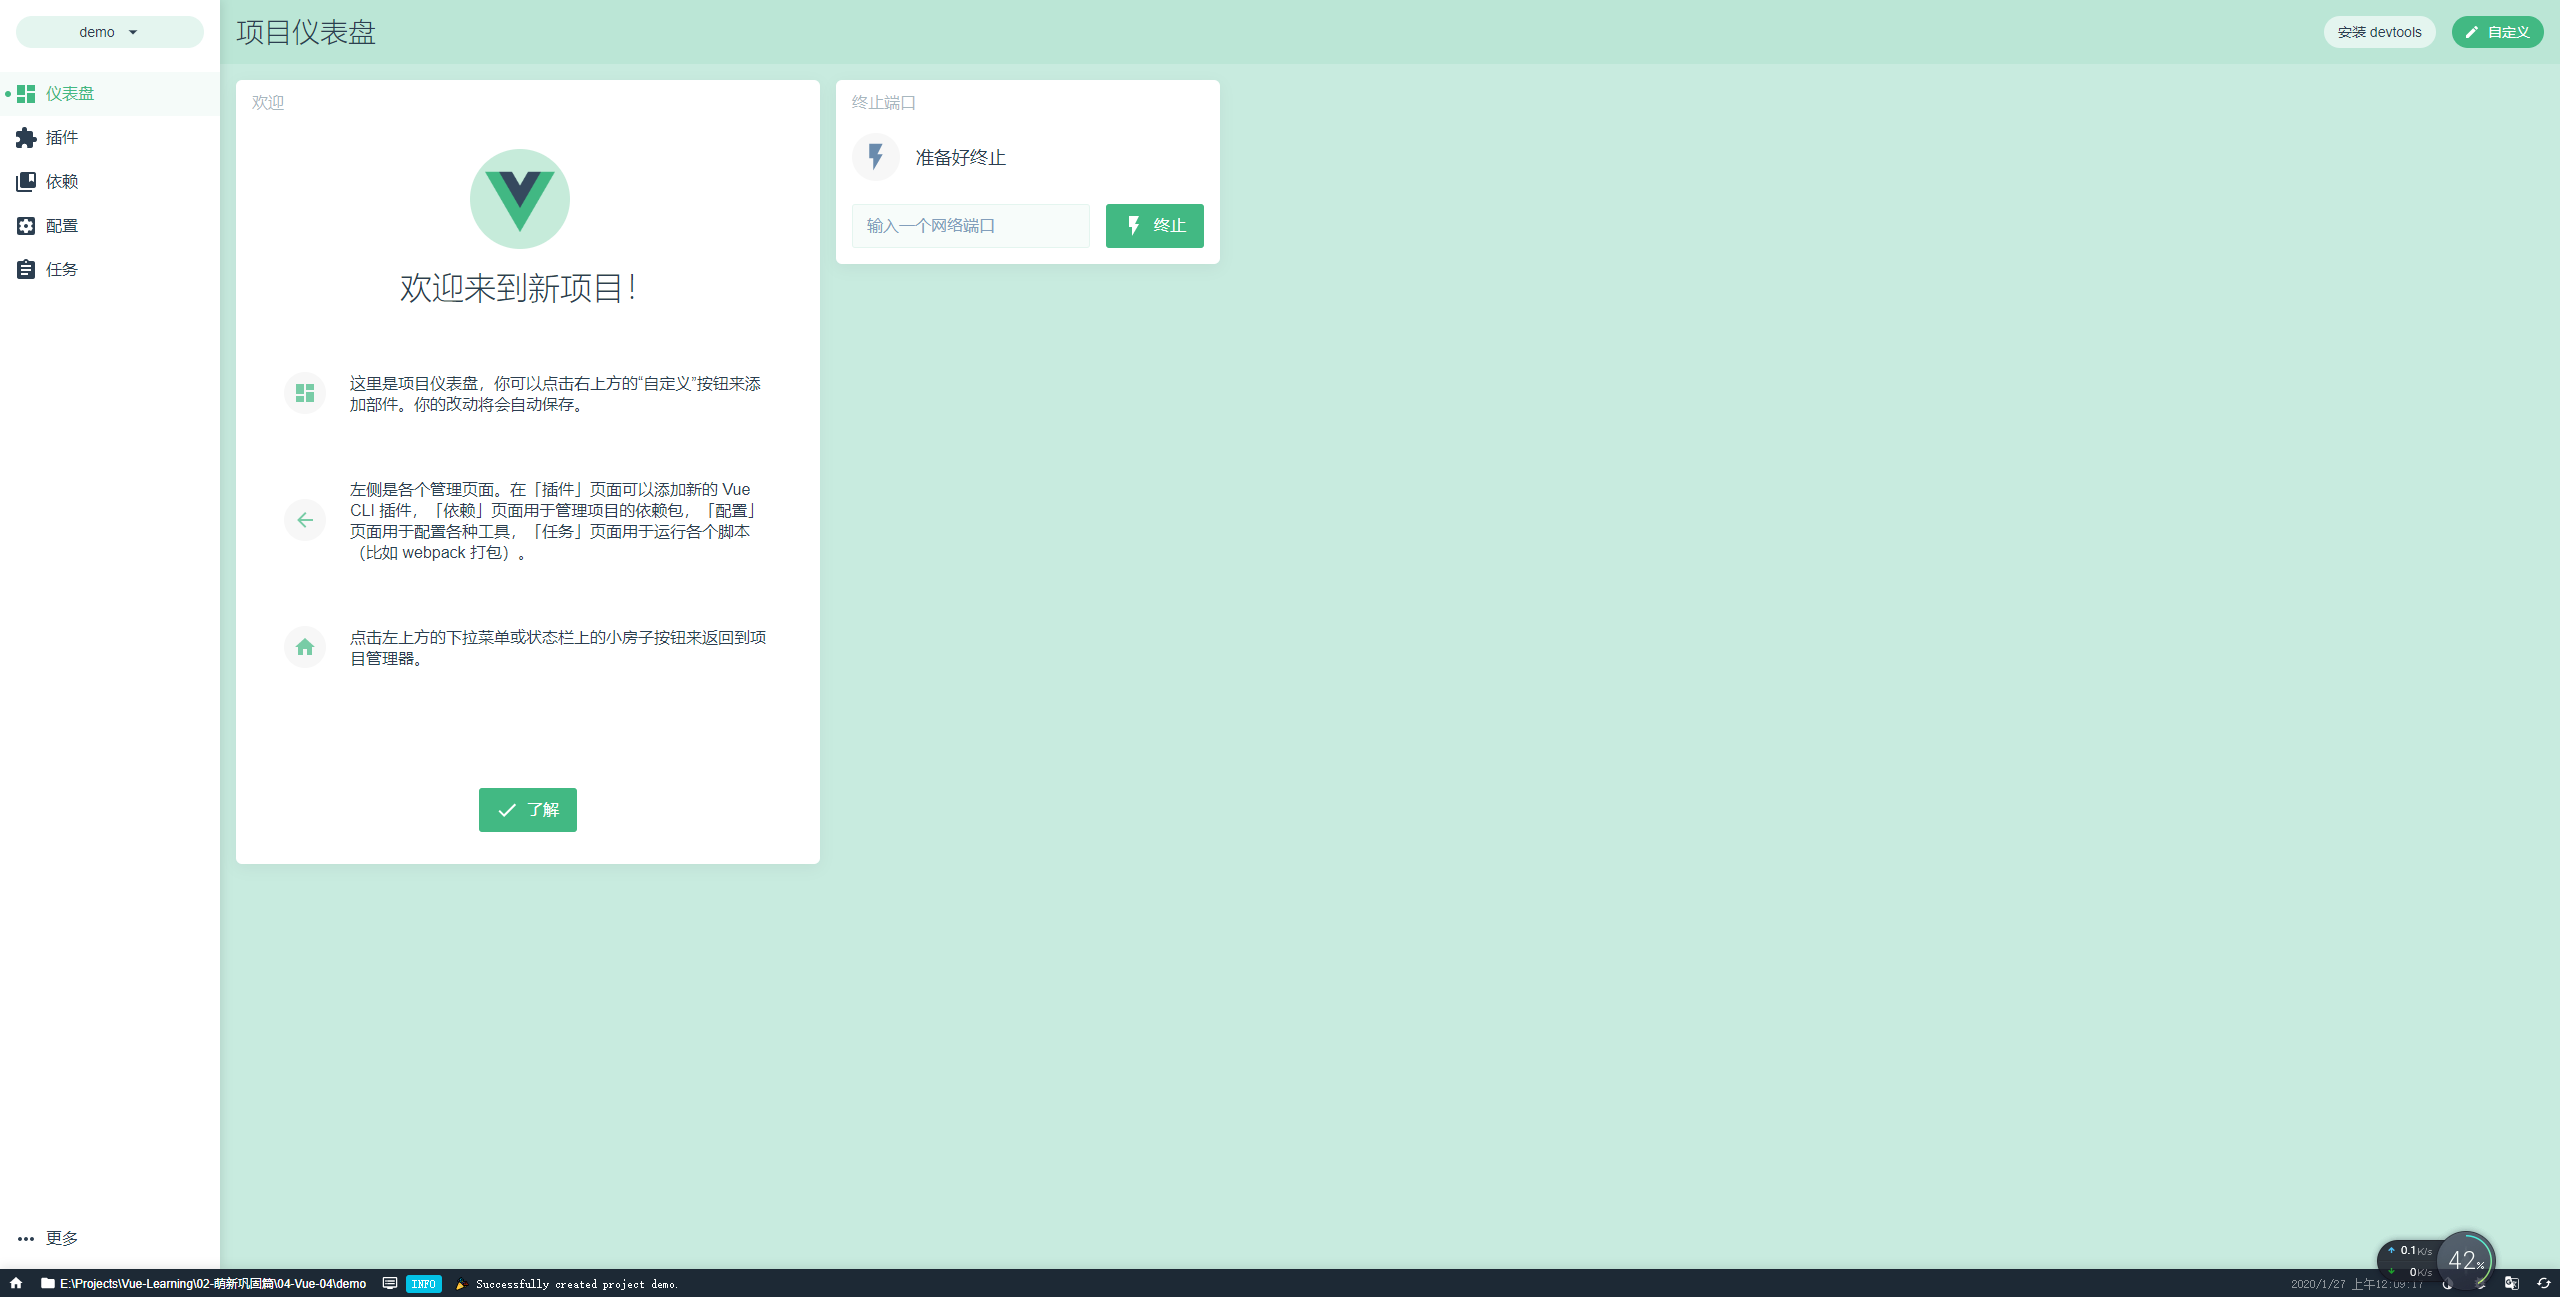 demo
项目仪表盘
安装 devtools
自定义
仪表盘
插件
依赖
配置
任务
更多
欢迎
欢迎来到新项目！
这里是项目仪表盘，你可以点击右上方的“自定义”按钮来添
加部件。你的改动将会自动保存。
左侧是各个管理页面。在「插件」页面可以添加新的 Vue
CLI 插件，「依赖」页面用于管理项目的依赖包，「配置」
页面用于配置各种工具，「任务」页面用于运行各个脚本
（比如 webpack 打包）。
点击左上方的下拉菜单或状态栏上的小房子按钮来返回到项
目管理器。
了解
终止端口
准备好终止
输入一个网络端口
终止
0.1K/s
0K/s
42%
E:\Projects\Vue-Learning\02-萌新巩固篇\04-Vue-04\demo
INFO
Successfully created project demo.
2020/1/27 上午12:09:17